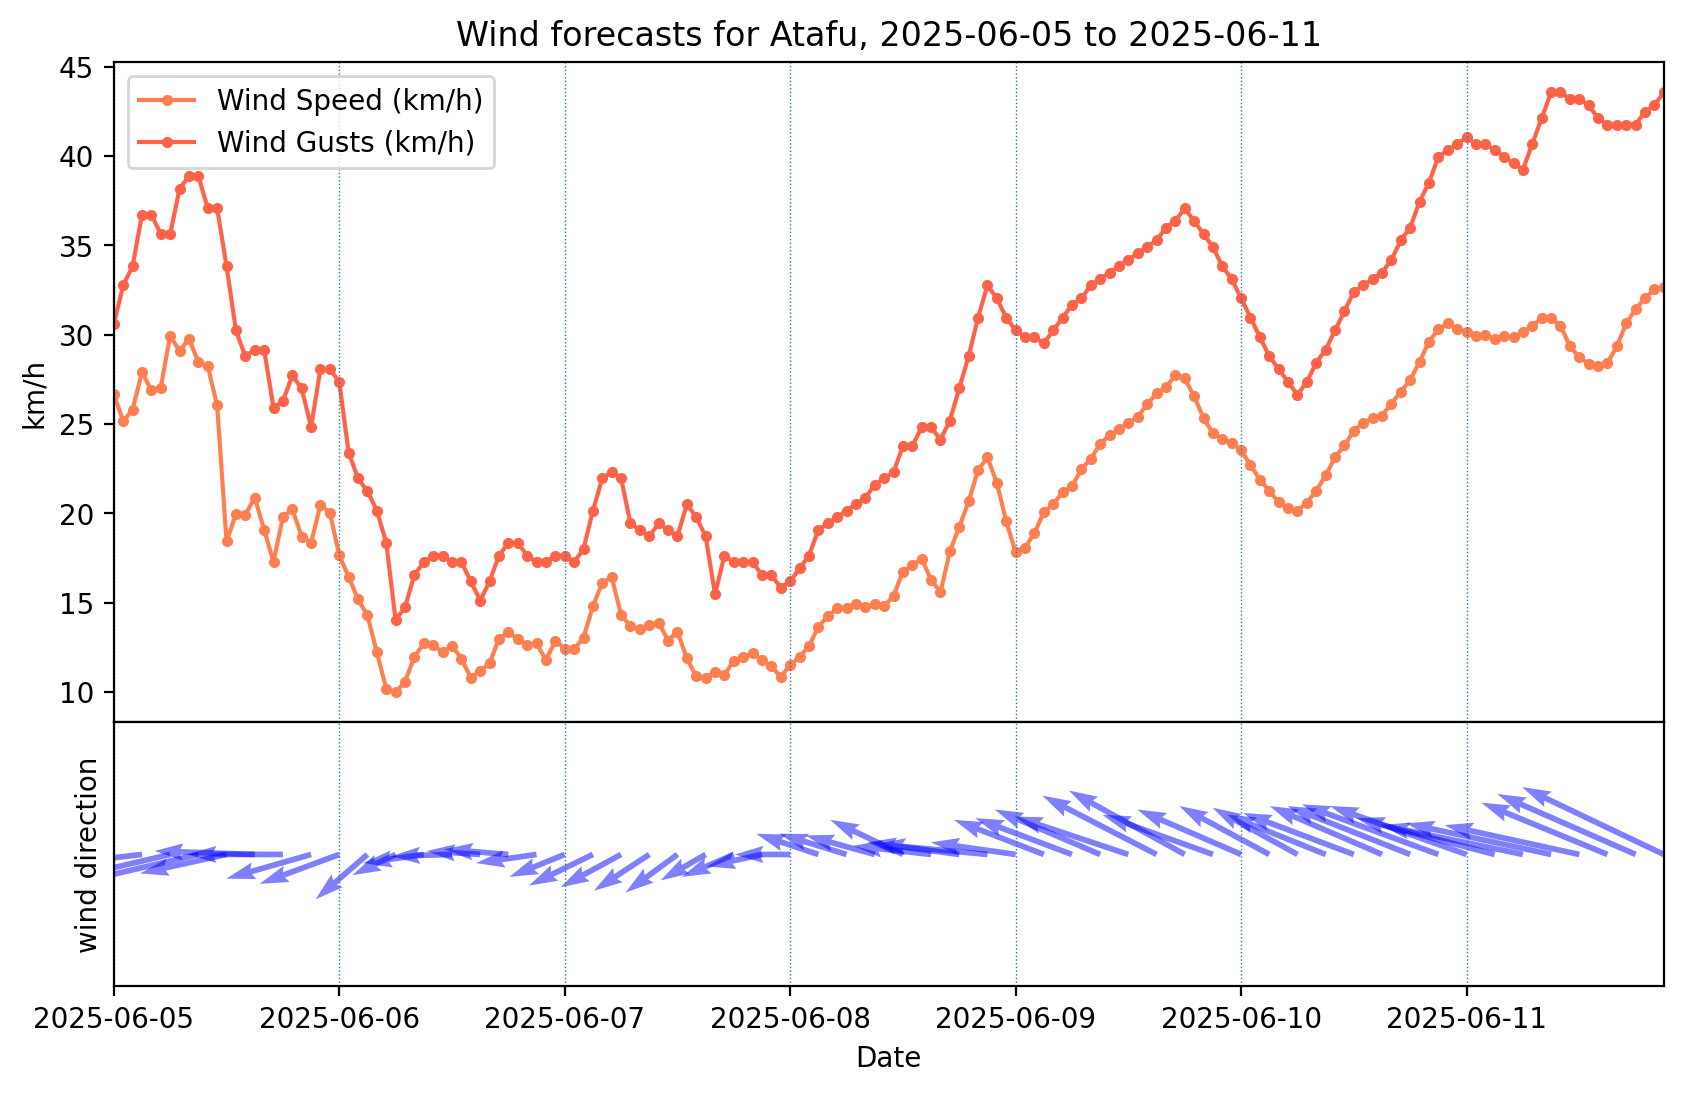 Wind forecasts for Atafu, 2025-06-05 to 2025-06-11
Wind Speed (km/h)
Wind Gusts (km/h)
45
40
35
30
25
20
15
10
km/h
wind direction
2025-06-05
2025-06-06
2025-06-07
2025-06-08
2025-06-09
2025-06-10
2025-06-11
Date